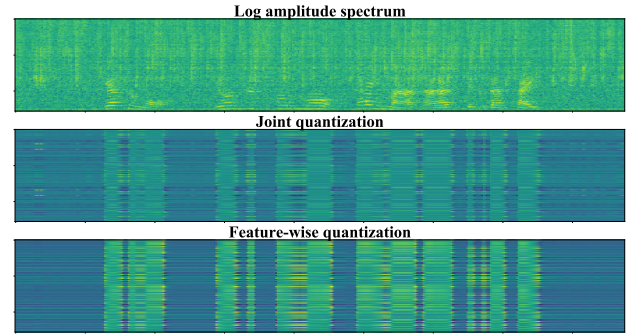 Log amplitude spectrum
Joint quantization
Feature-wise quantization